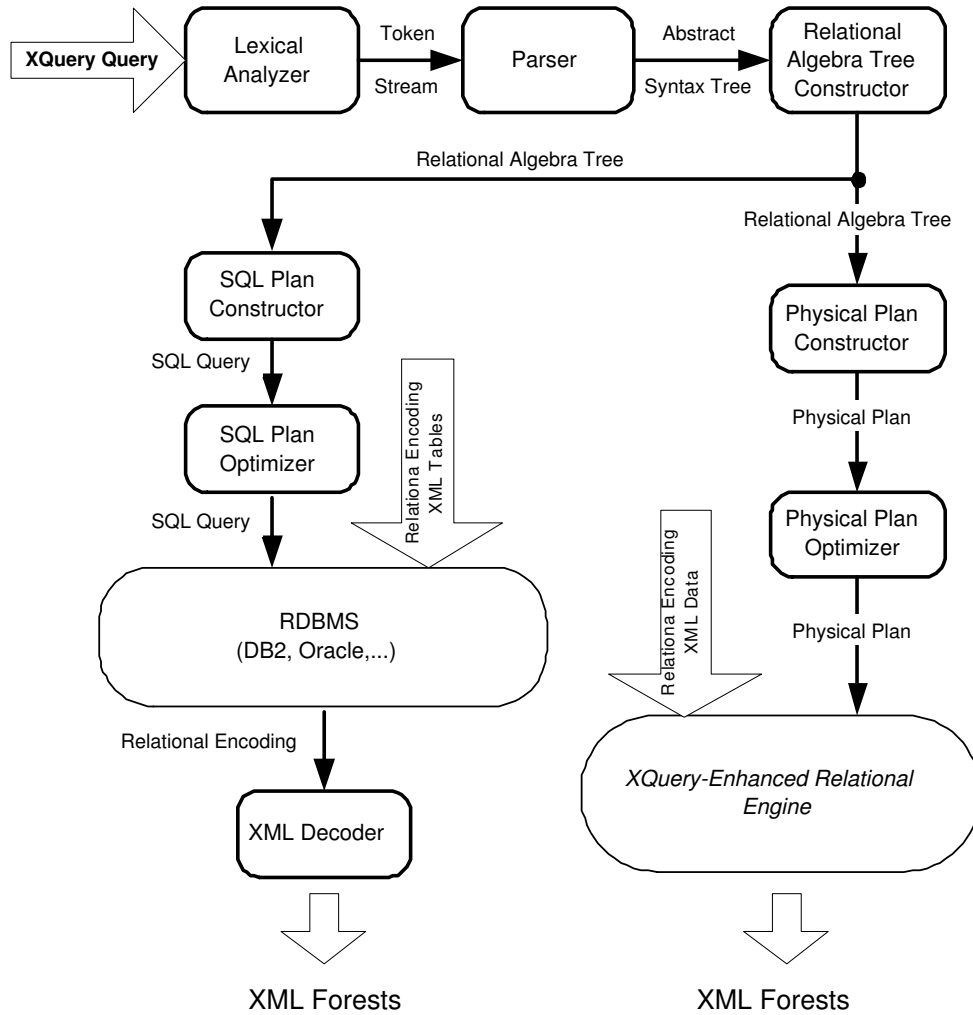 XQuery Query
Lexical
Analyzer
Token
Stream
Parser
Abstract
Syntax Tree
Relational
Algebra Tree
Constructor
Relational Algebra Tree
Relational Algebra Tree
SQL Plan
Constructor
SQL Query
SQL Plan
Optimizer
SQL Query
Relationa Encoding
XML Tables
RDBMS
(DB2, Oracle,...)
Relational Encoding
XML Decoder
XML Forests
Physical Plan
Constructor
Physical Plan
Physical Plan
Optimizer
Physical Plan
Relationa Encoding
XML Data
XQuery-Enhanced Relational
Engine
XML Forests